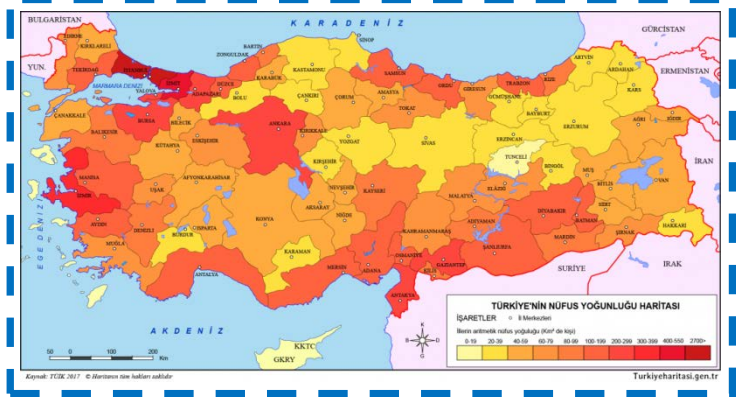 BULGARİSTAN
KARADENİZ
GÜRCİSTAN
YUN.
ERMENİSTAN
İRAN
IRAK
SURİYE
MARMARA DENİZİ
EGE DENİZİ
AKDENİZ
KKTC
GKRY
EDİRNE
KIRKLARELİ
TEKİRDAĞ
İSTANBUL
YALOVA
İZMİT
ADAPAZARI
DÜZCE
BOLU
ZONGULDAK
BARTIN
KARABÜK
KASTAMONU
SİNOP
SAMSUN
ORDU
GİRESUN
TRABZON
RİZE
ARTVİN
ARDAHAN
KARS
IĞDIR
AĞRI
ERZURUM
BAYBURT
GÜMÜŞHANE
ERZİNCAN
TUNCELİ
BİNGÖL
MUŞ
BİTLİS
VAN
HAKKARİ
ŞIRNAK
SİİRT
BATMAN
MARDİN
DİYARBAKIR
ELAZIĞ
MALATYA
ADIYAMAN
ŞANLIURFA
GAZİANTEP
KİLİS
KAHRAMANMARAŞ
OSMANİYE
ANTAKYA
ADANA
MERSİN
KARAMAN
KONYA
NİĞDE
AKSARAY
NEVŞEHİR
KAYSERİ
SİVAS
TOKAT
AMASYA
ÇORUM
ÇANKIRI
YOZGAT
KIRŞEHİR
KIRIKKALE
ANKARA
ESKİŞEHİR
BİLECİK
BURSA
BALIKESİR
ÇANAKKALE
KÜTAHYA
AFYONKARAHİSAR
UŞAK
MANİSA
İZMİR
AYDIN
DENİZLİ
MUĞLA
BURDUR
ISPARTA
ANTALYA
TÜRKİYE'NİN NÜFUS YOĞUNLUĞU HARİTASI
İŞARETLER
İl Merkezleri
İllerin aritmetik nüfus yoğunluğu (Km² de kişi)
0-19 20-39 40-59 60-79 80-99 100-199 200-299 300-399 400-550 2700+
50 0 100 200
Km
K
B D
G
Kaynak: TÜİK 2017 © Haritanın tüm hakları saklıdır
Turkiyeharitasi.gen.tr